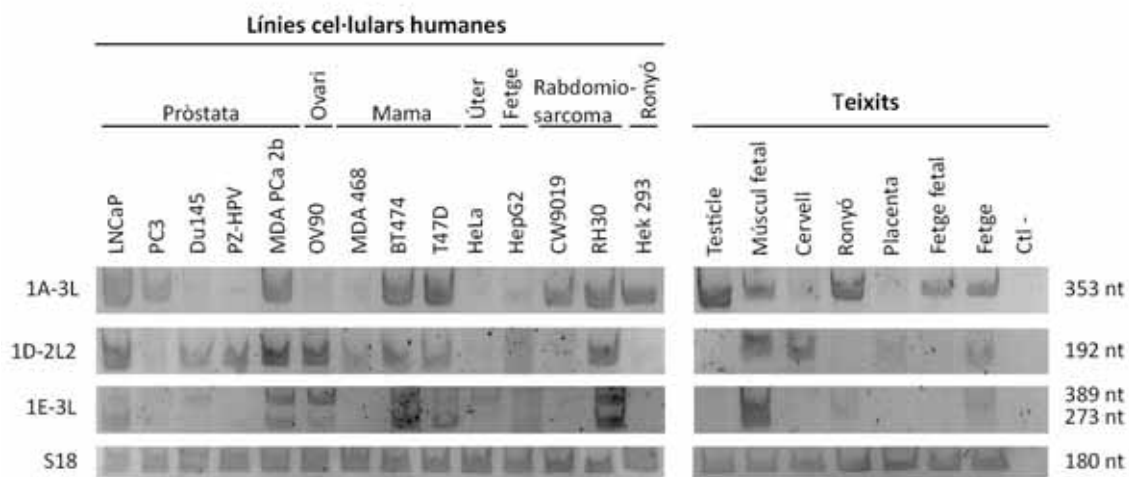 Línies cel·lulars humanes
Pròstata
Ovari
Mama
Úter
Fetge
Rabdomio-
sarcoma
Ronyó
Teixits
LNCaP
PC3
Du145
PZ-HPV
MDA PCa 2b
OV90
MDA 468
BT474
T47D
HeLa
HepG2
CW9019
RH30
Hek 293
Testícle
Múscul fetal
Cervell
Ronyó
Placenta
Fetge fetal
Fetge
Ctl -
1A-3L
353 nt
1D-2L2
192 nt
1E-3L
389 nt
273 nt
S18
180 nt